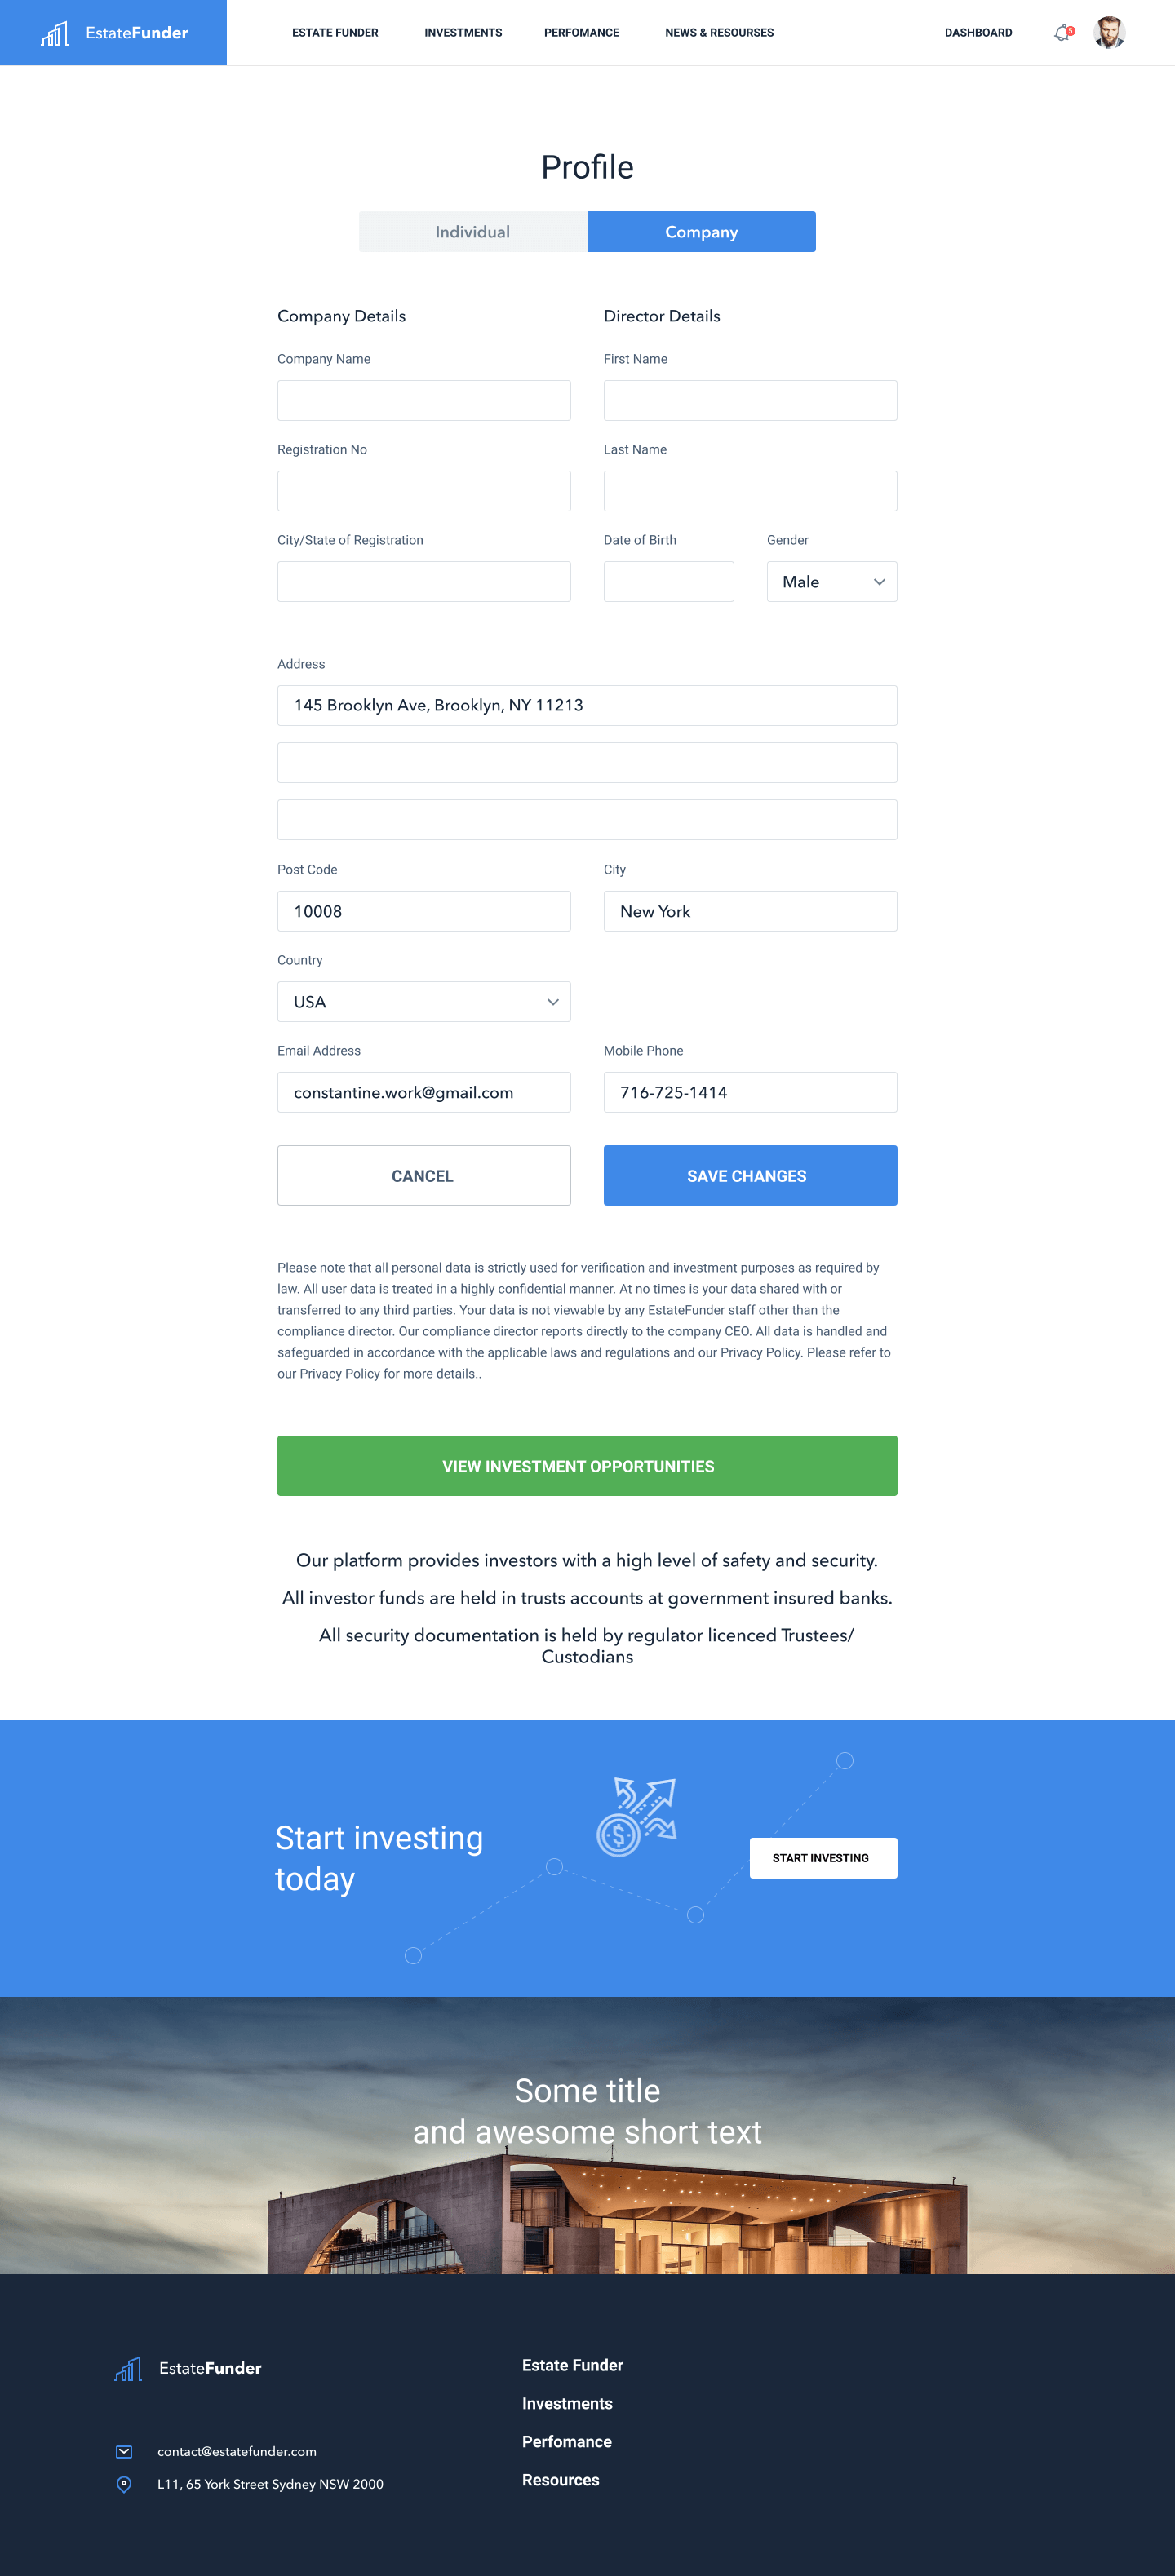 EstateFunder
ESTATE FUNDER
INVESTMENTS
PERFOMANCE
NEWS & RESOURSES
DASHBOARD
5
Profile
Individual
Company
Company Details
Director Details
Company Name
First Name
Registration No
Last Name
City/State of Registration
Date of Birth
Gender
Male
Address
145 Brooklyn Ave, Brooklyn, NY 11213
Post Code
City
10008
New York
Country
USA
Email Address
Mobile Phone
constantine.work@gmail.com
716-725-1414
CANCEL
SAVE CHANGES
Please note that all personal data is strictly used for verification and investment purposes as required by
law. All user data is treated in a highly confidential manner. At no times is your data shared with or
transferred to any third parties. Your data is not viewable by any EstateFunder staff other than the
compliance director. Our compliance director reports directly to the company CEO. All data is handled and
safeguarded in accordance with the applicable laws and regulations and our Privacy Policy. Please refer to
our Privacy Policy for more details..
VIEW INVESTMENT OPPORTUNITIES
Our platform provides investors with a high level of safety and security.
All investor funds are held in trusts accounts at government insured banks.
All security documentation is held by regulator licenced Trustees/
Custodians
Start investing
today
$
START INVESTING
Some title
and awesome short text
EstateFunder
contact@estatefunder.com
L11, 65 York Street Sydney NSW 2000
Estate Funder
Investments
Perfomance
Resources